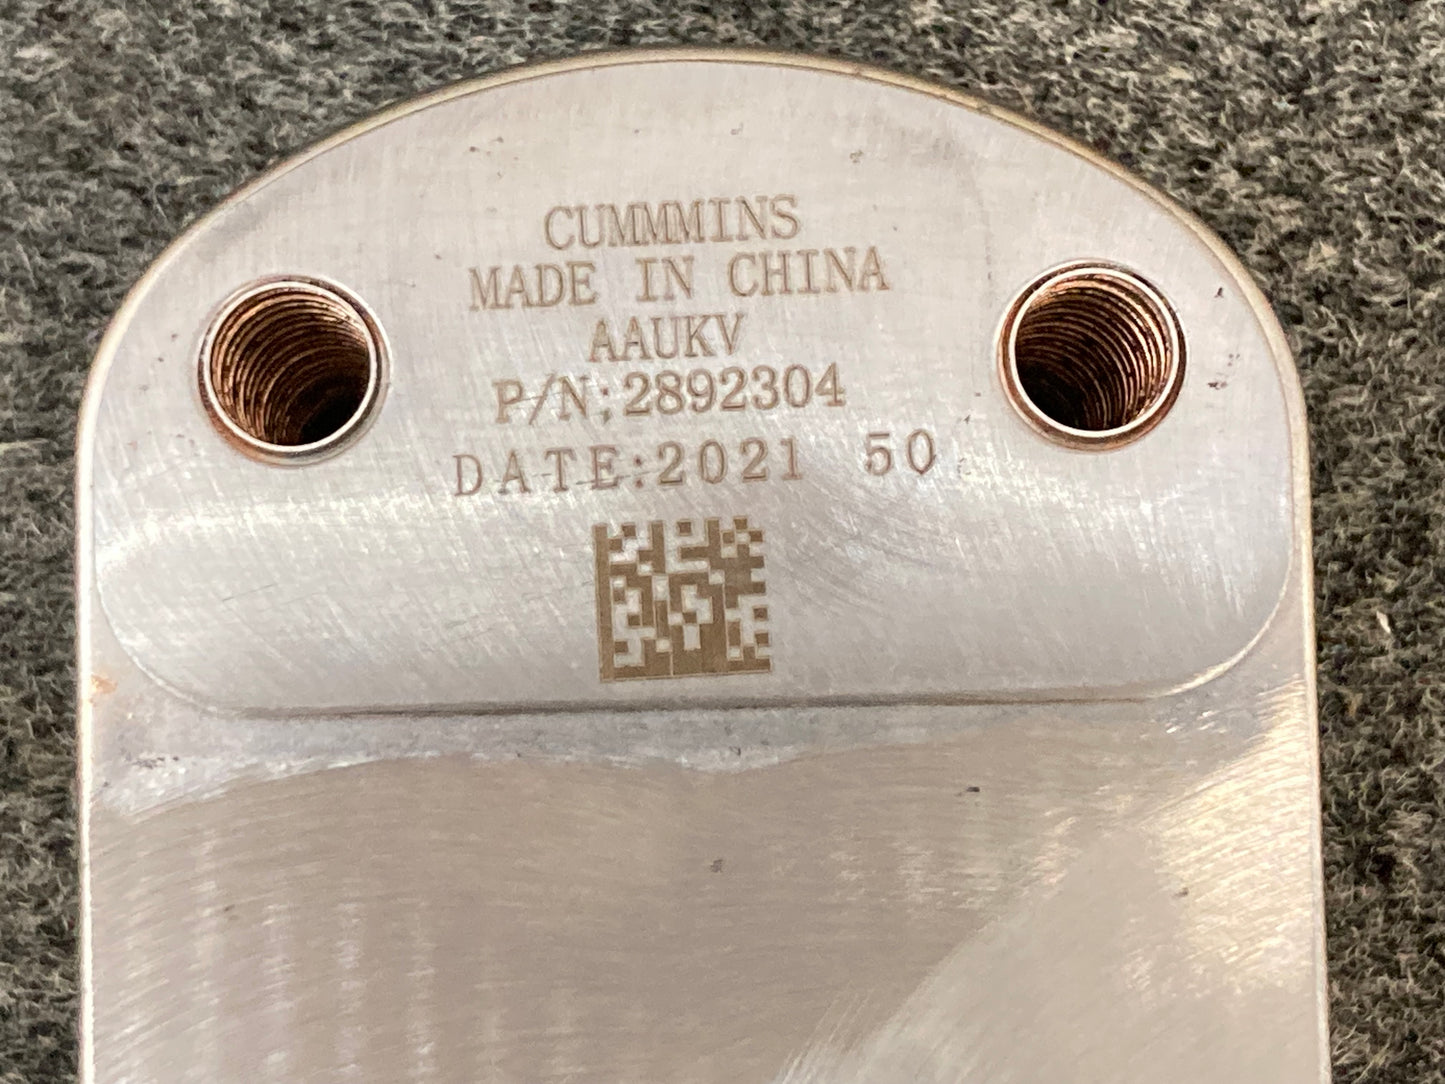 CUMMMINS
MADE IN CHINA
AAUKV
P/N:2892304
DATE:2021 50